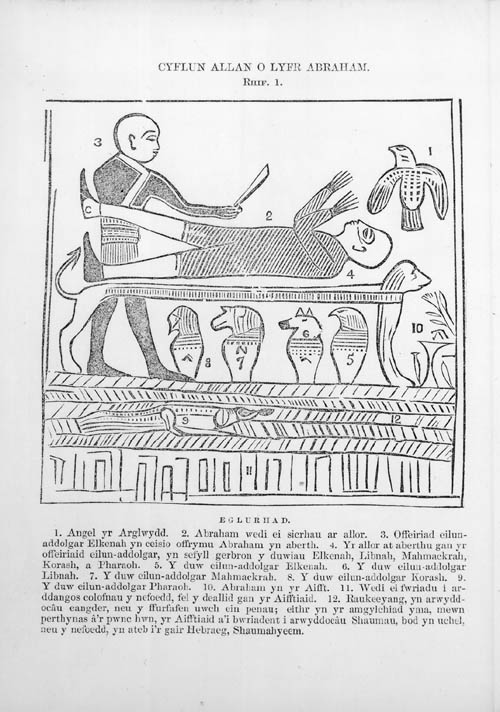 CYFLUN ALLAN O LYFR ABRAHAM.
RHIF. 1.
3
1
C
2
4
10
8
7
6
5
9
12
11
EGLURHAD.
1. Angel yr Arglwydd. 2. Abraham wedi ei sicrhau ar allor. 3. Offeiriad eilun-
addolgar Elkenah yn ceisio offrymu Abraham yn aberth. 4. Yr allor at aberthu gan yr
offeiriaid eilun-addolgar, yn sefyll gerbron y duwiau Elkenah, Libnah, Mahmackrah,
Korash, a Pharaoh. 5. Y duw eilun-addolgar Elkenah. 6. Y duw eilun-addolgar
Libnah. 7. Y duw eilun-addolgar Mahmackrah. 8. Y duw eilun-addolgar Korash. 9.
Y duw eilun-addolgar Pharaoh. 10. Abraham yn yr Aifft. 11. Wedi ei fwriadu i ar-
ddangos colofnau y nefoedd, fel y deallid gan yr Aifftiaid. 12. Raukeeyang, yn arwydd-
ocâu eangder, neu y ffurfafen uwch ein penau; eithr yn yr amgylchiad yma, mewn
perthynas â'r pwnc hwn, yr Aifftiaid a'i bwriadent i arwyddocâu Shaumau, bod yn uchel,
neu y nefoedd, yn ateb i'r gair Hebraeg, Shaumahyeem.